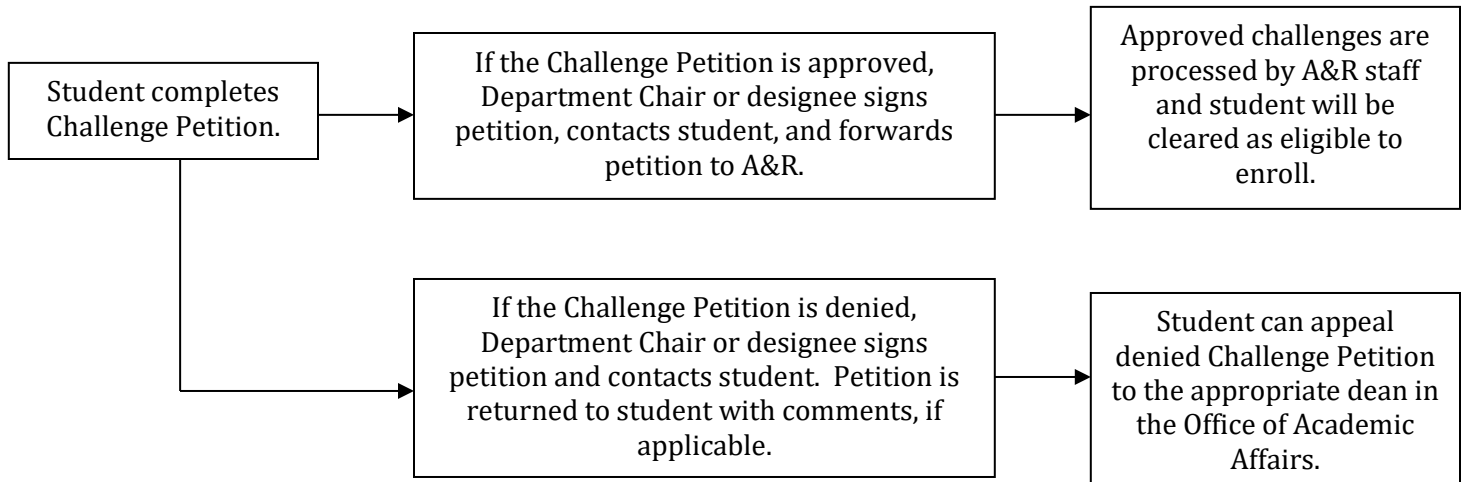 Student completes
Challenge Petition.
If the Challenge Petition is approved,
Department Chair or designee signs
petition, contacts student, and forwards
petition to A&R.
Approved challenges are
processed by A&R staff
and student will be
cleared as eligible to
enroll.
If the Challenge Petition is denied,
Department Chair or designee signs
petition and contacts student.  Petition is
returned to student with comments, if
applicable.
Student can appeal
denied Challenge Petition
to the appropriate dean in
the Office of Academic
Affairs.